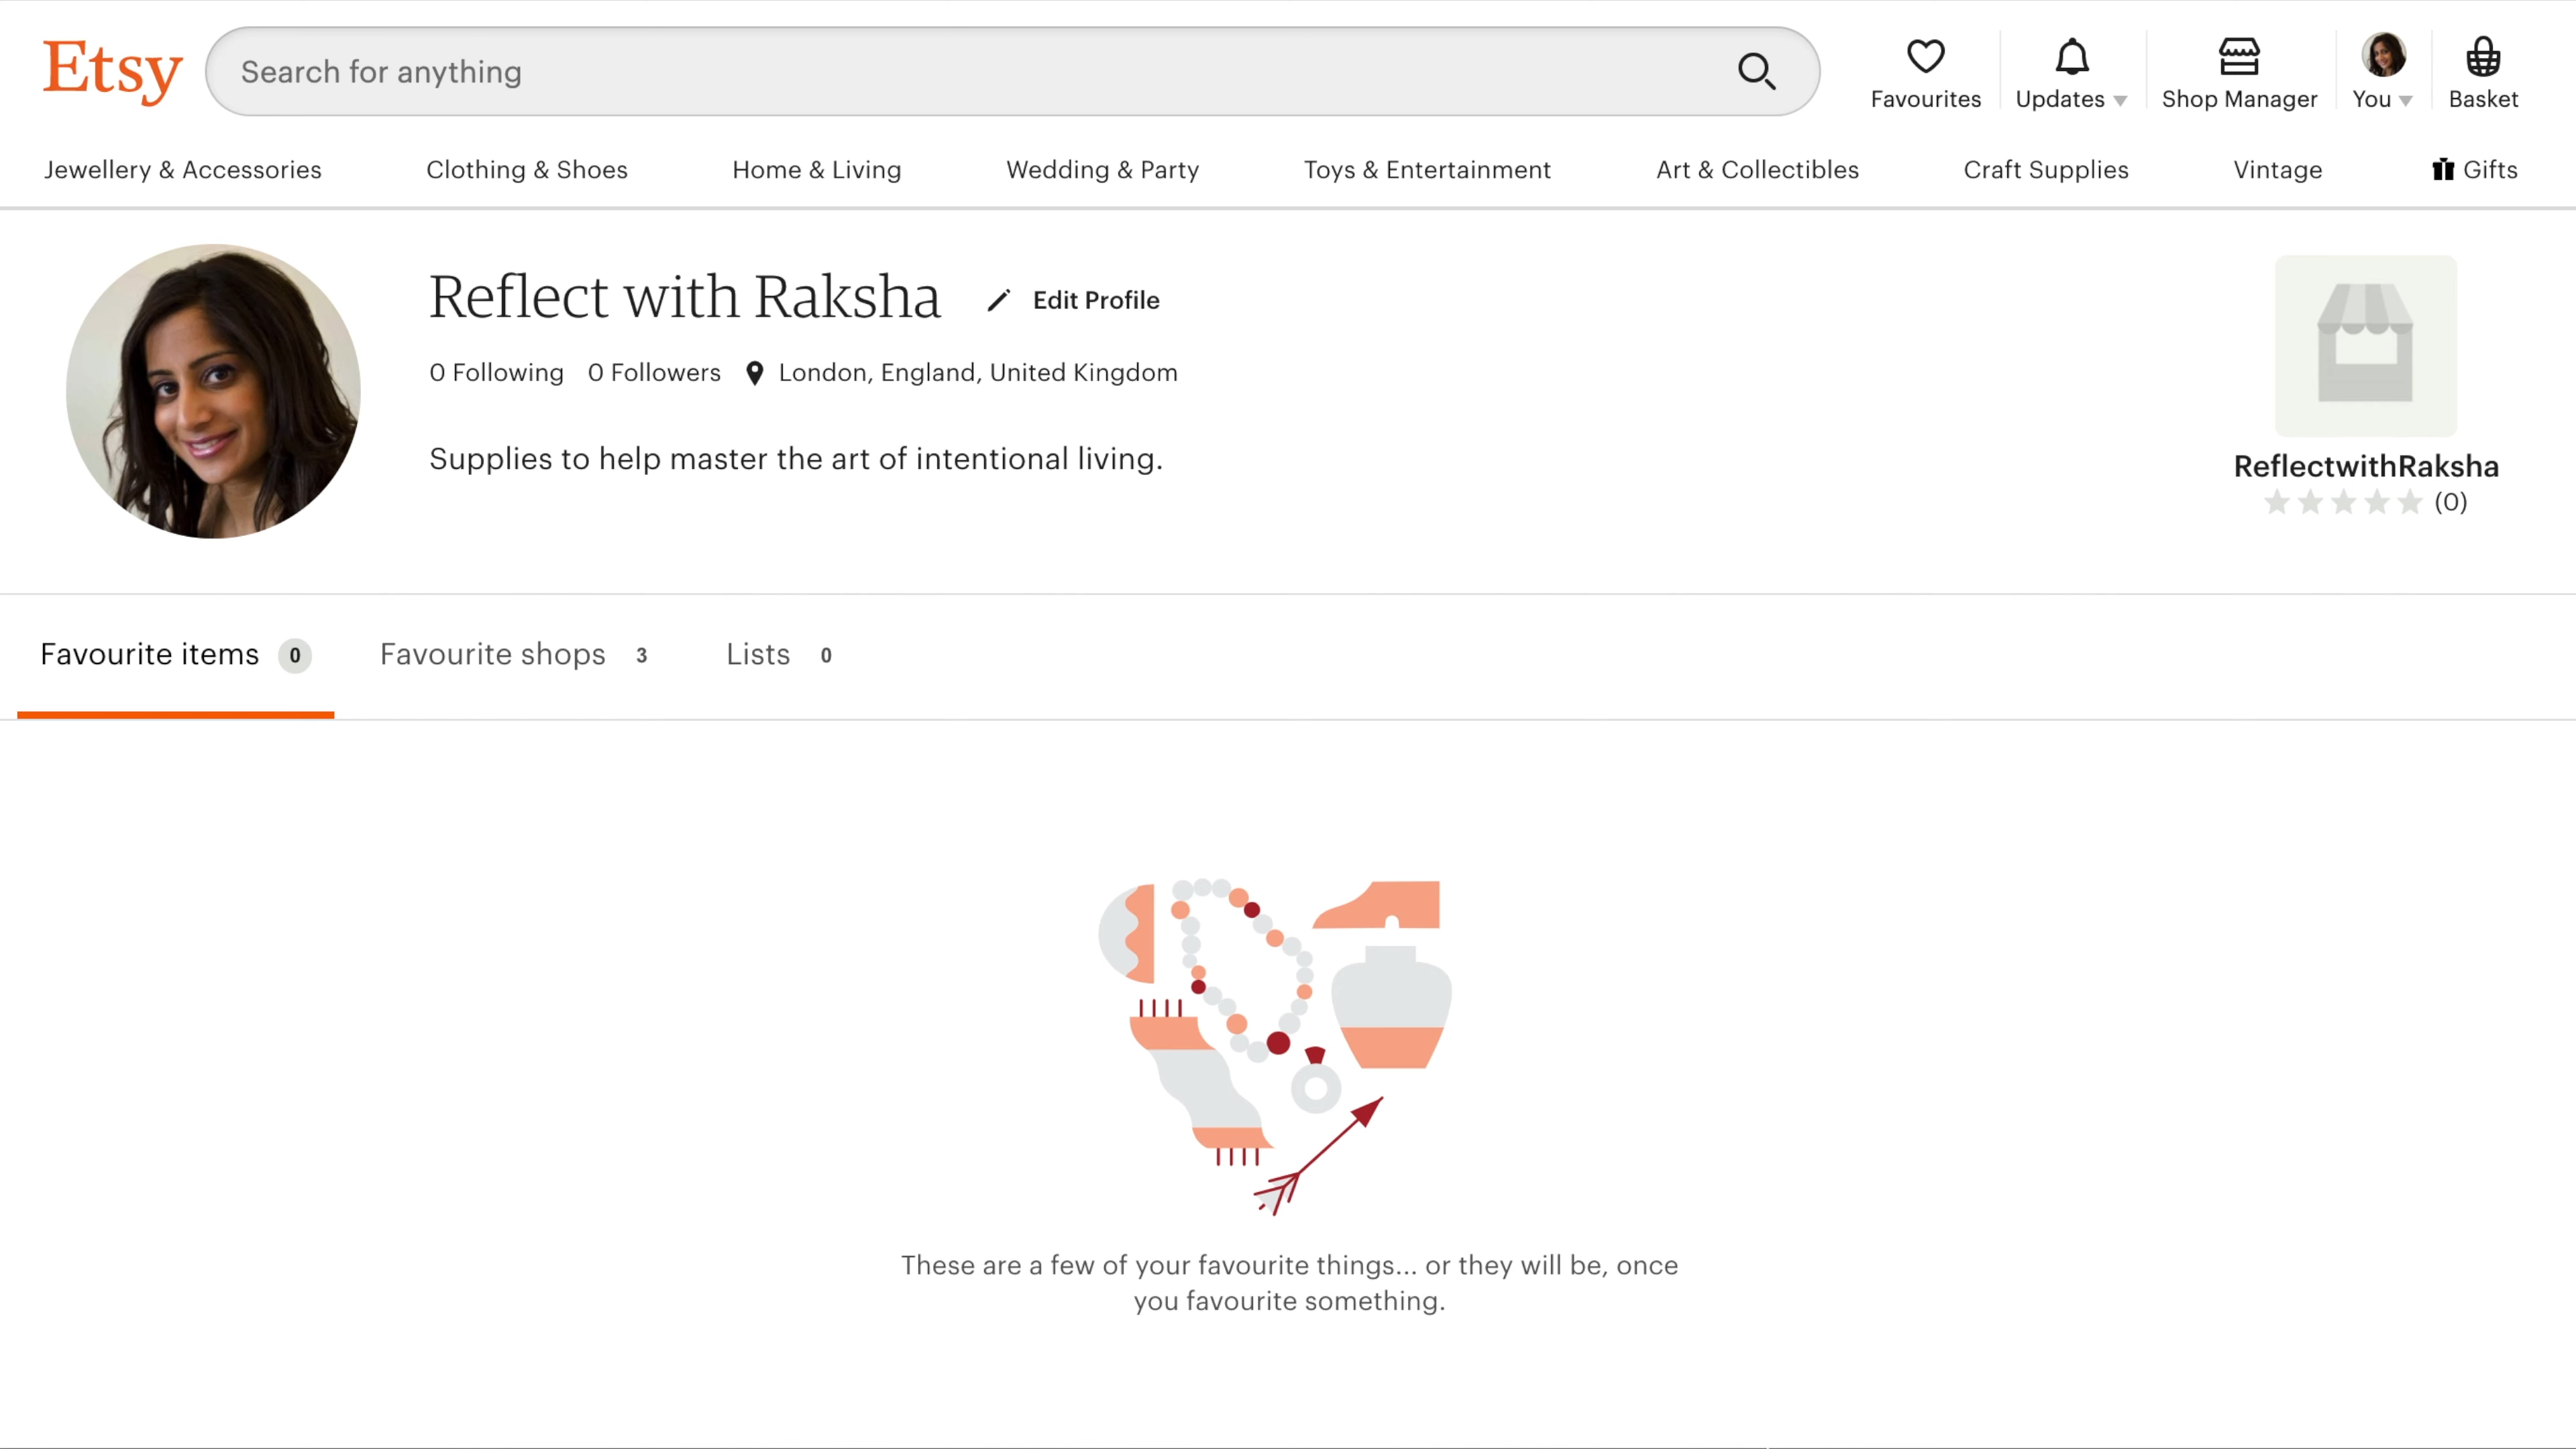 Etsy
Search for anything
Favourites
Updates
Shop Manager
You
Basket
Jewellery & Accessories
Clothing & Shoes
Home & Living
Wedding & Party
Toys & Entertainment
Art & Collectibles
Craft Supplies
Vintage
Gifts
Reflect with Raksha
Edit Profile
0 Following 0 Followers London, England, United Kingdom
Supplies to help master the art of intentional living.
ReflectwithRaksha
(0)
Favourite items 0
Favourite shops 3
Lists 0
These are a few of your favourite things... or they will be, once
you favourite something.